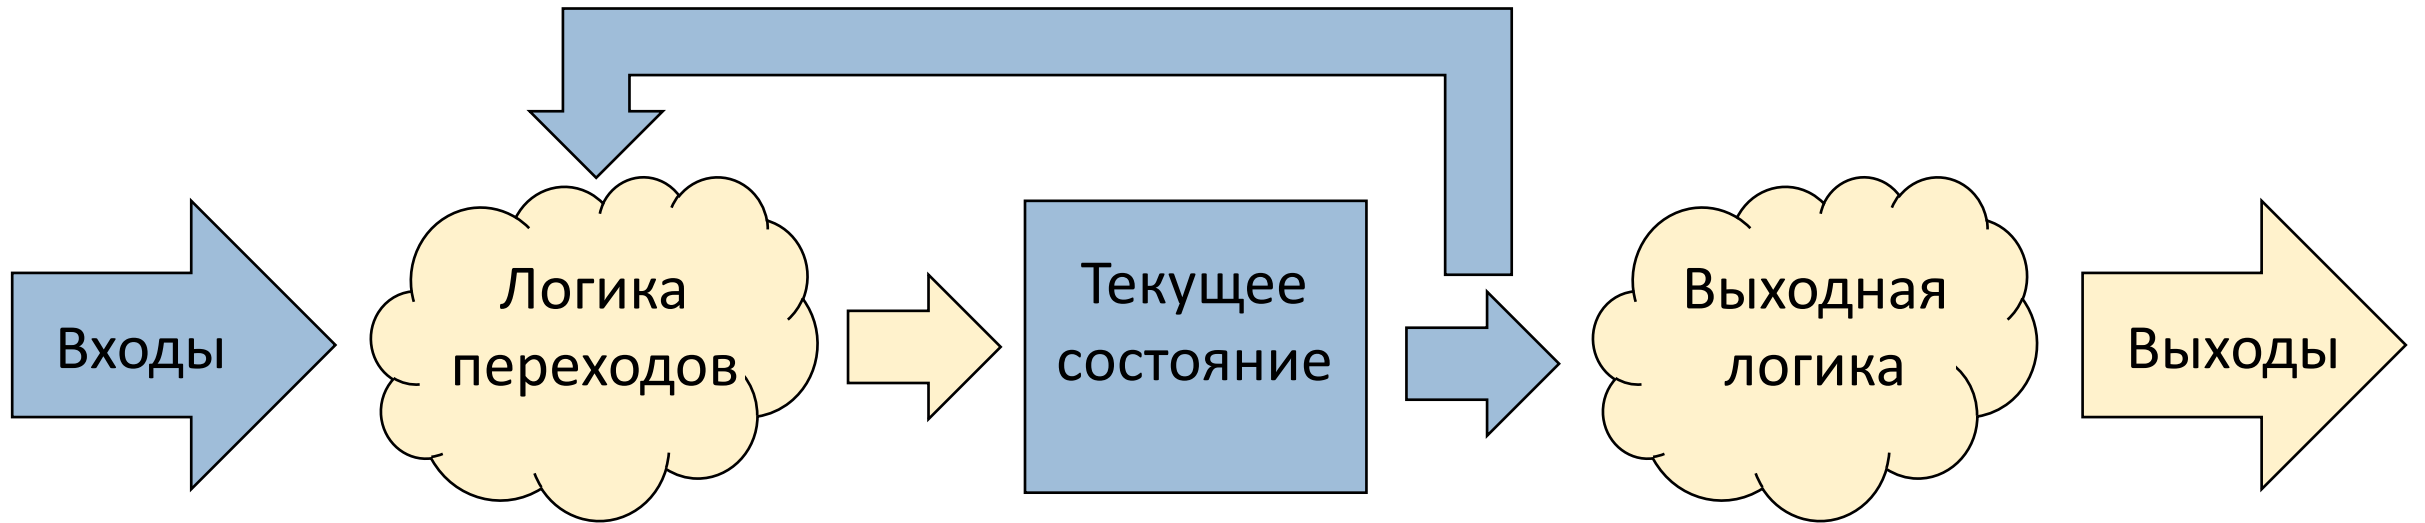 Входы
Логика
переходов
Текущее
состояние
Выходная
логика
Выходы